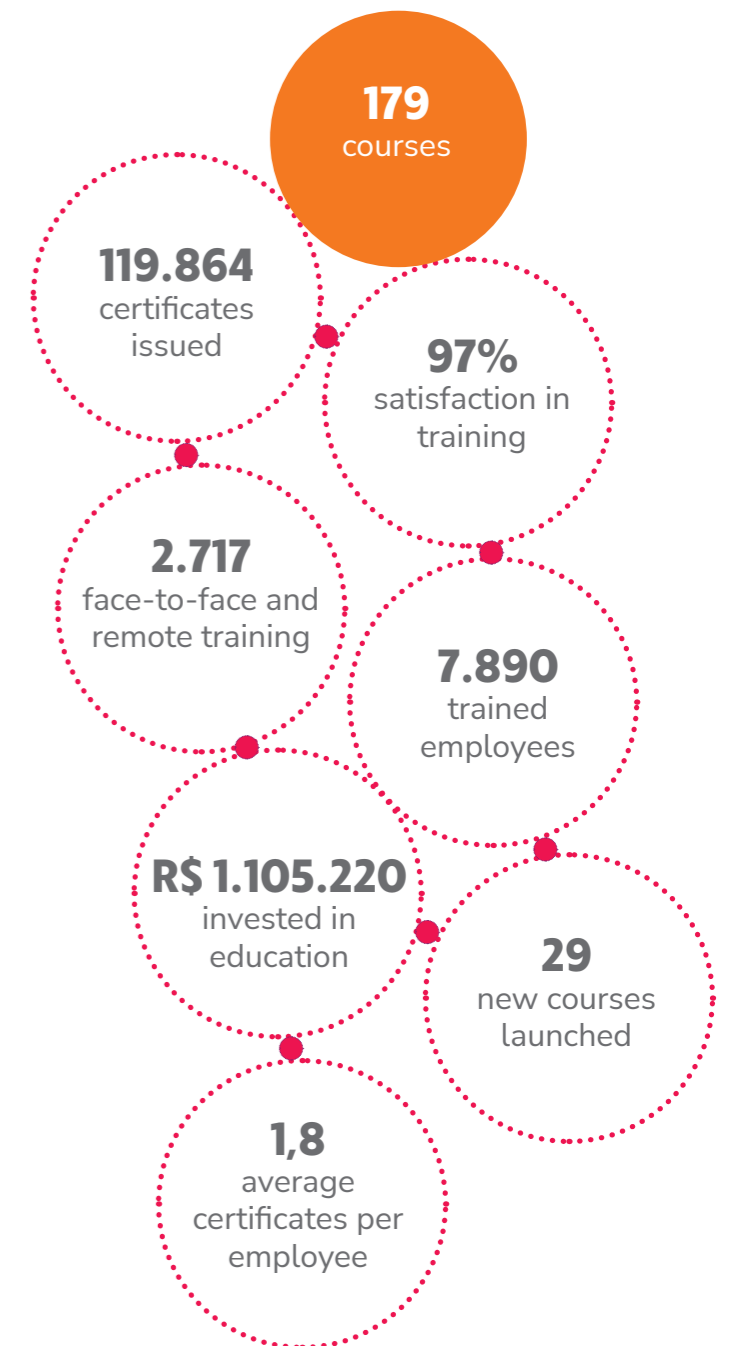 179
courses
119.864
certificates
issued
97%
satisfaction in
training
2.717
face-to-face and
remote training
7.890
trained
employees
R$ 1.105.220
invested in
education
29
new courses
launched
1,8
average
certificates per
employee